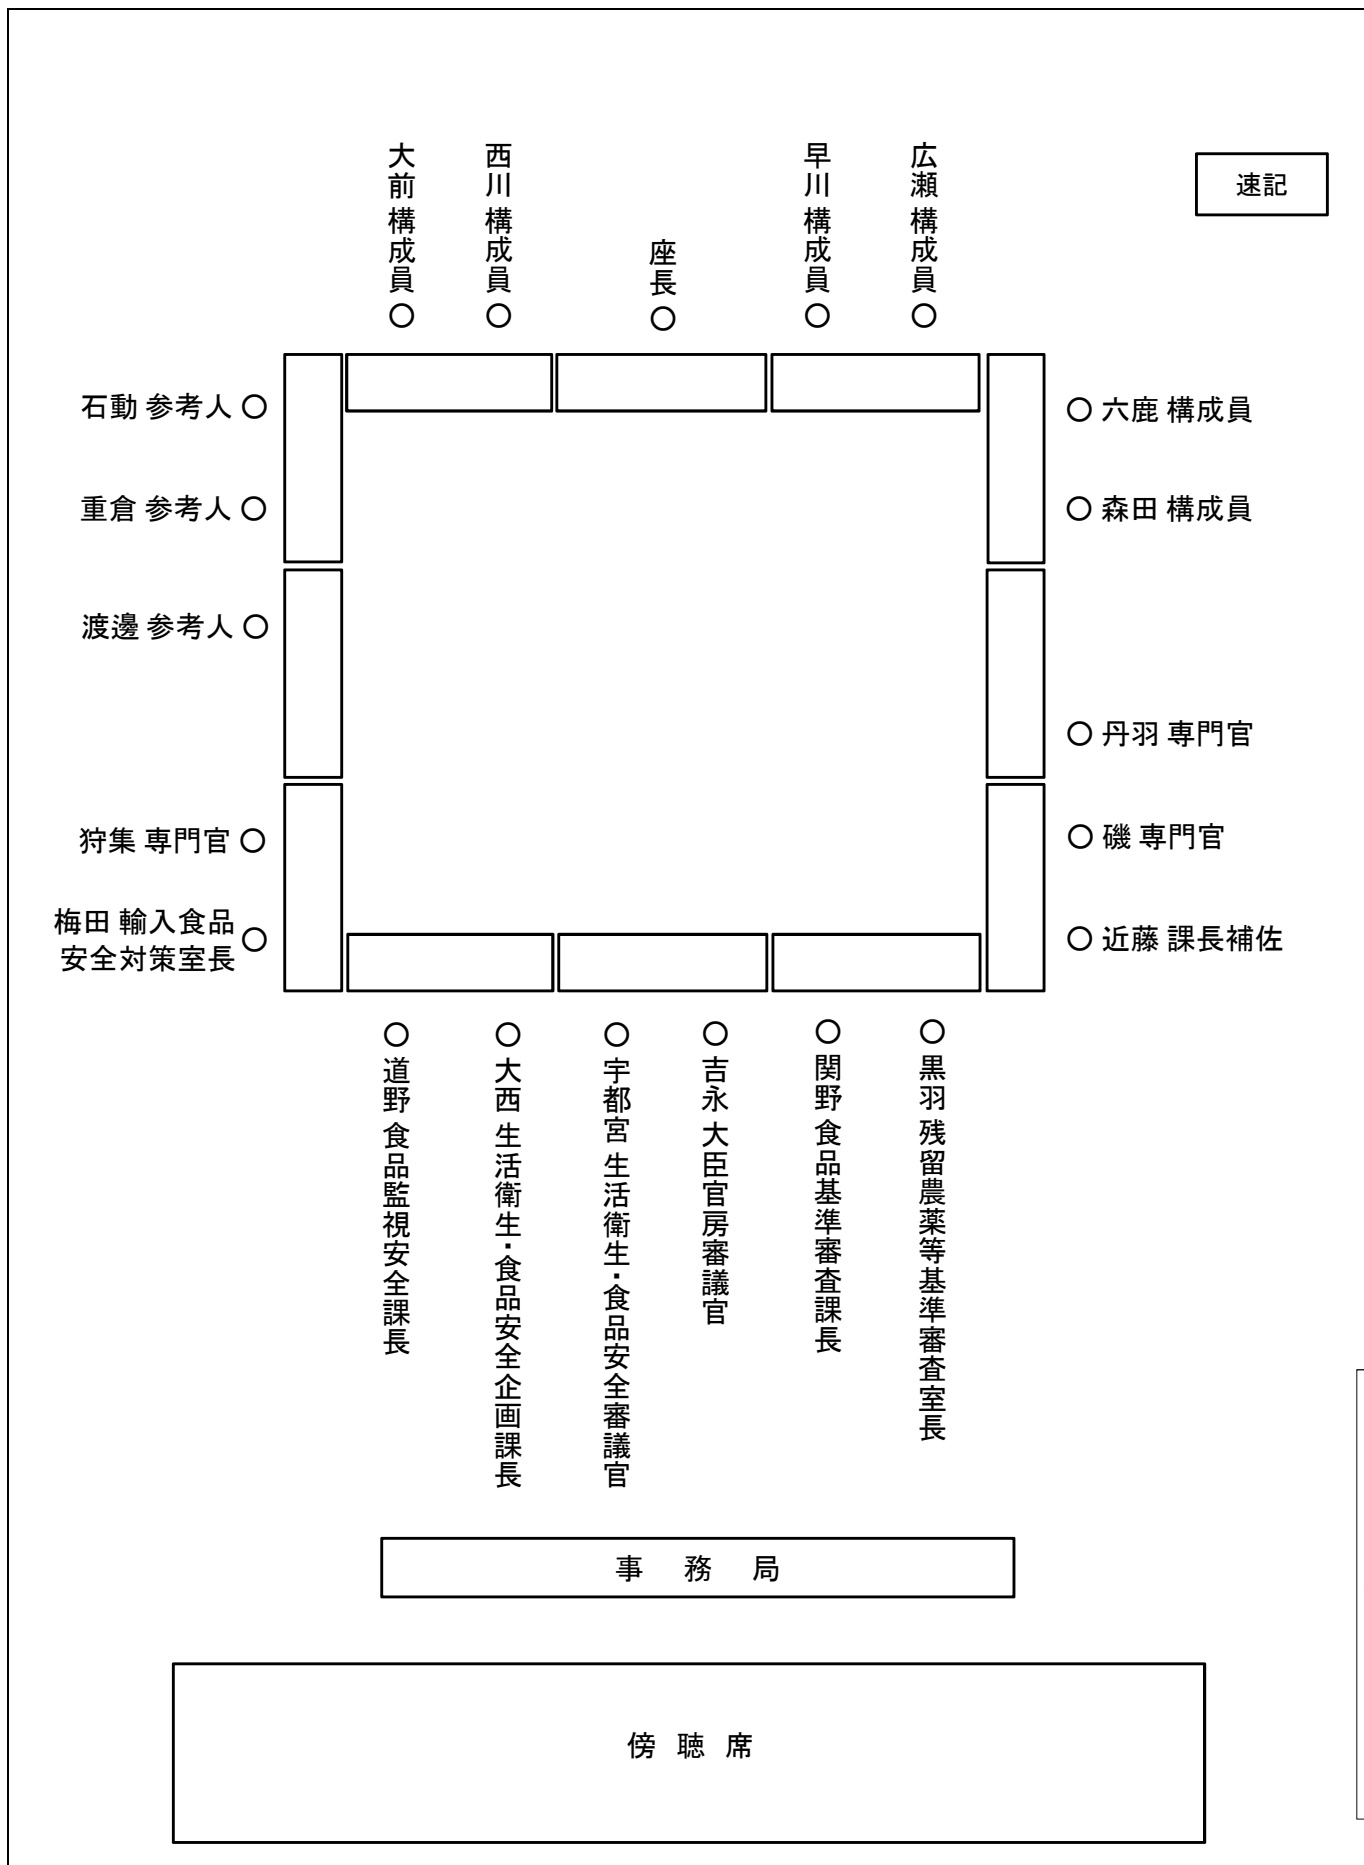 大前 構成員
西川 構成員
座長
早川 構成員
広瀬 構成員
速記
石動 参考人
重倉 参考人
渡邊 参考人
狩集 専門官
梅田 輸入食品
安全対策室長
六鹿 構成員
森田 構成員
丹羽 専門官
磯 専門官
近藤 課長補佐
道野 食品監視安全課長
大西 生活衛生・食品安全企画課長
宇都宮 生活衛生・食品安全審議官
吉永 大臣官房審議官
関野 食品基準審査課長
黒羽 残留農薬等基準審査室長
事 務 局
傍 聴 席